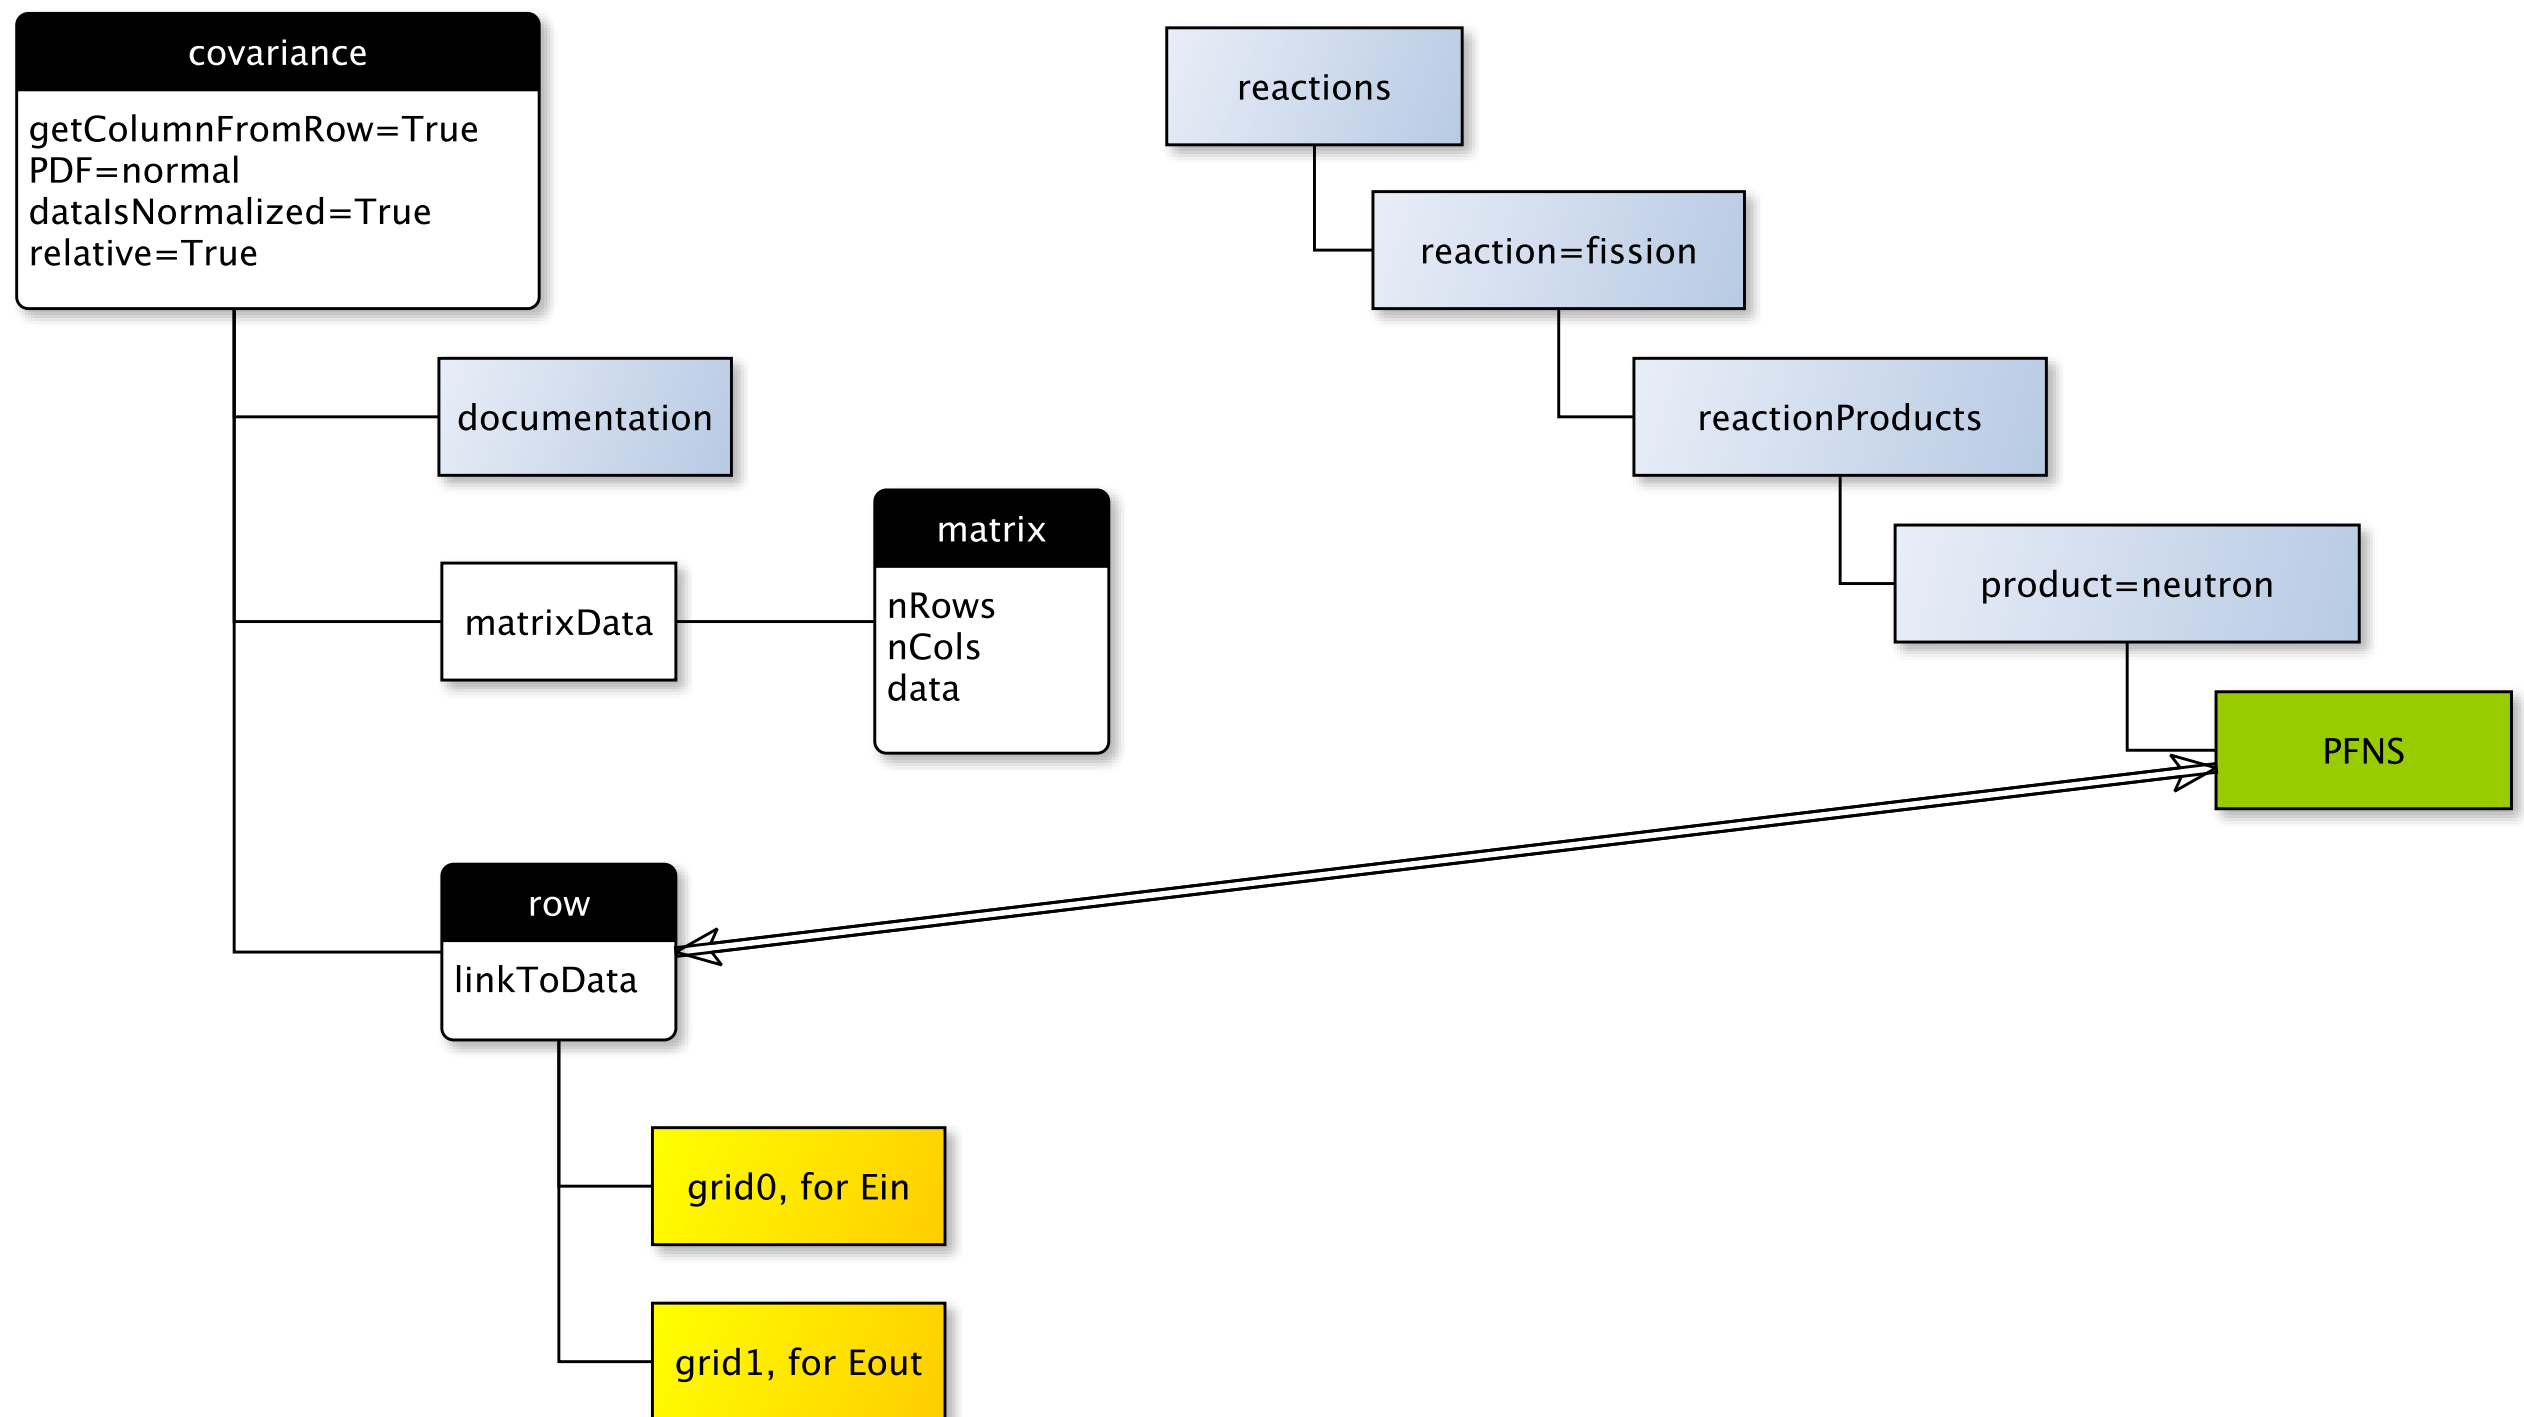 covariance
getColumnFromRow=True
PDF=normal
dataIsNormalized=True
relative=True
documentation
matrixData
matrix
nRows
nCols
data
row
linkToData
grid0, for Ein
grid1, for Eout
reactions
reaction=fission
reactionProducts
product=neutron
PFNS